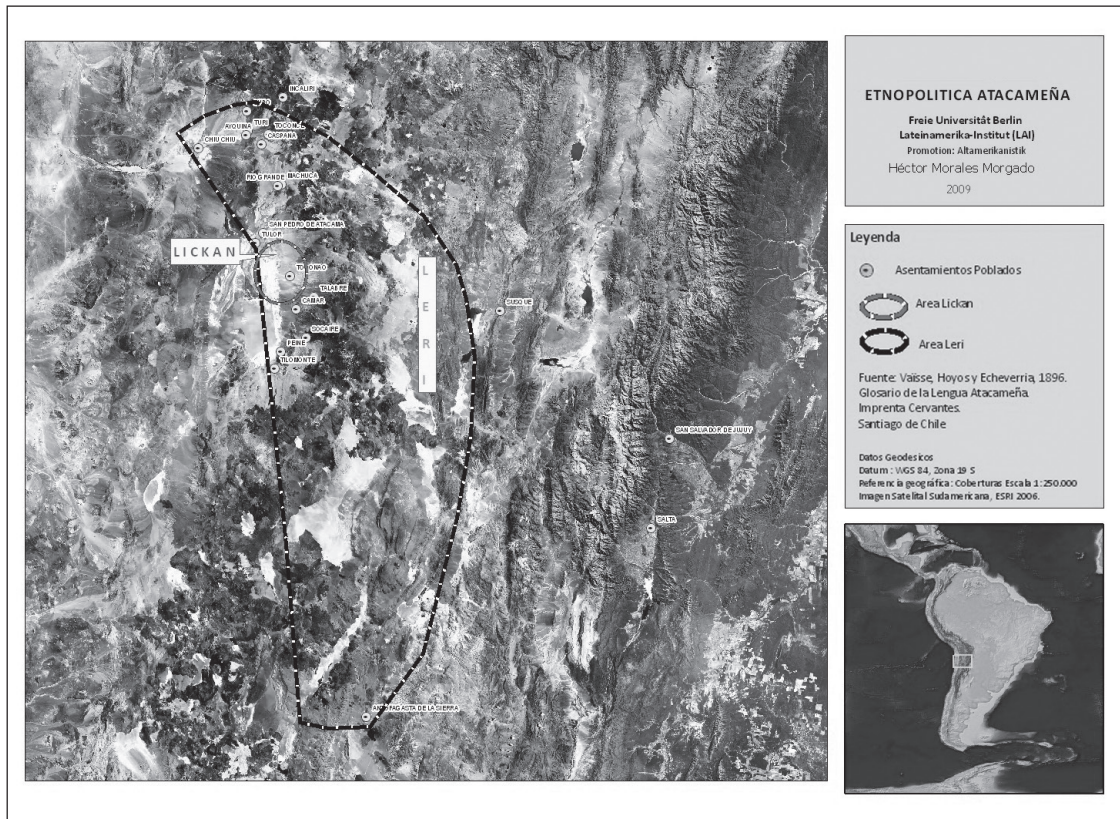 INCALIRI
TURI
AYQUINA
TOCONCE
CHIU CHIU
CASPANA
RIO GRANDE
MACHUCA
SAN PEDRO DE ATACAMA
TULOR
LICKAN
TOCONAO
TALABRE
CAMAR
SOCAIRE
PEINE
TILOMONTE
LERI
SUSQUE
SAN SALVADOR DE JUJUY
SALTA
ANTOFAGASTA DE LA SIERRA
ETNOPOLITICA ATACAMEÑA
Freie Universität Berlin
Lateinamerika-Institut (LAI)
Promotion: Altamerikanistik
Héctor Morales Morgado
2009
Leyenda
Asentamientos Poblados
Area Lickan
Area Leri
Fuente: Vaïsse, Hoyos y Echeverria, 1896.
Glosario de la Lengua Atacameña.
Imprenta Cervantes.
Santiago de Chile
Datos Geodesicos
Datum : WGS 84, Zona 19 S
Referencia geográfica : Coberturas Escala 1:250.000
Imagen Satelital Sudamericana, ESRI 2006.